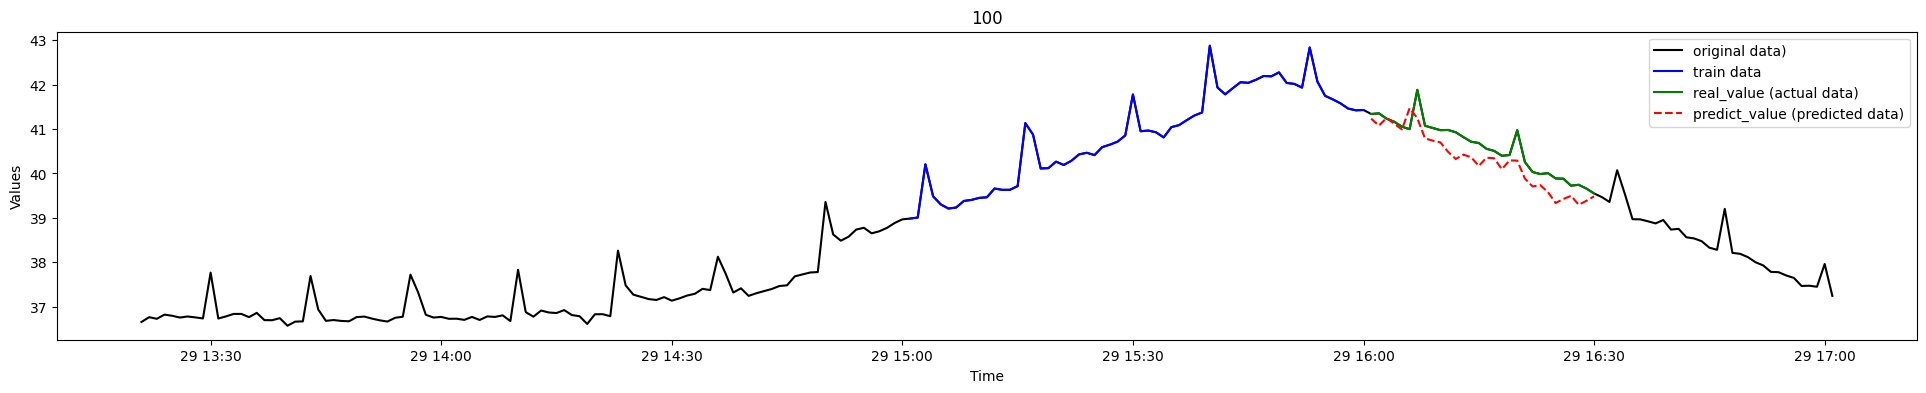 100
43
42
41
40
39
38
37
Values
original data)
train data
real_value (actual data)
predict_value (predicted data)
29 13:30
29 14:00
29 14:30
29 15:00
29 15:30
29 16:00
29 16:30
29 17:00
Time